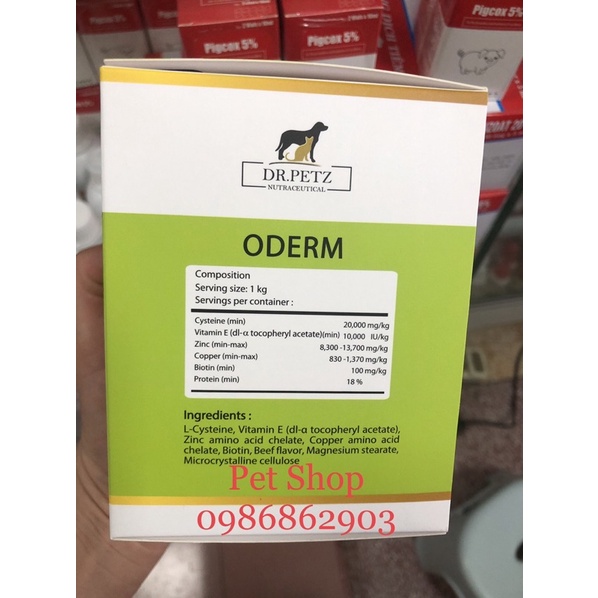 Pigcox 5%
Pigcox 5%
Pigcox 5%
DR.PETZ
NUTRACEUTICAL
ODERM
Composition
Serving size: 1 kg
Servings per container :
Cysteine (min) 20,000 mg/kg
Vitamin E (dl-α tocopheryl acetate)(min) 10,000 IU/kg
Zinc (min-max) 8,300 -13,700 mg/kg
Copper (min-max) 830 -1,370 mg/kg
Biotin (min) 100 mg/kg
Protein (min) 18 %
Ingredients :
L-Cysteine, Vitamin E (dl-α tocopheryl acetate),
Zinc amino acid chelate, Copper amino acid
chelate, Biotin, Beef flavor, Magnesium stearate,
Microcrystalline cellulose
Pet Shop
0986862903